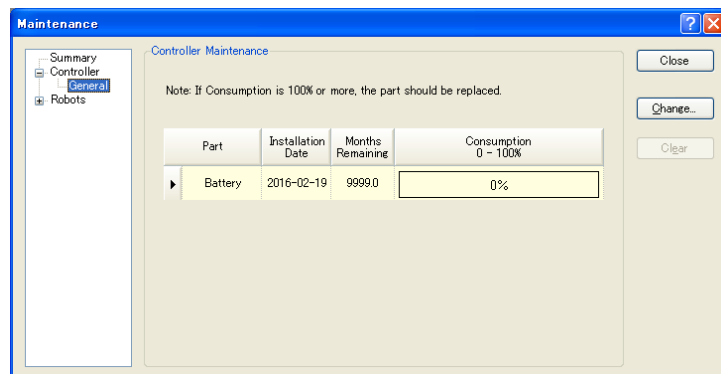 Maintenance
Summary
Controller
General
Robots
Controller Maintenance
Note: If Consumption is 100% or more, the part should be replaced.
Part
Installation
Date
Months
Remaining
Consumption
0 - 100%
Battery
2016-02-19
9999.0
0%
Close
Change...
Clear